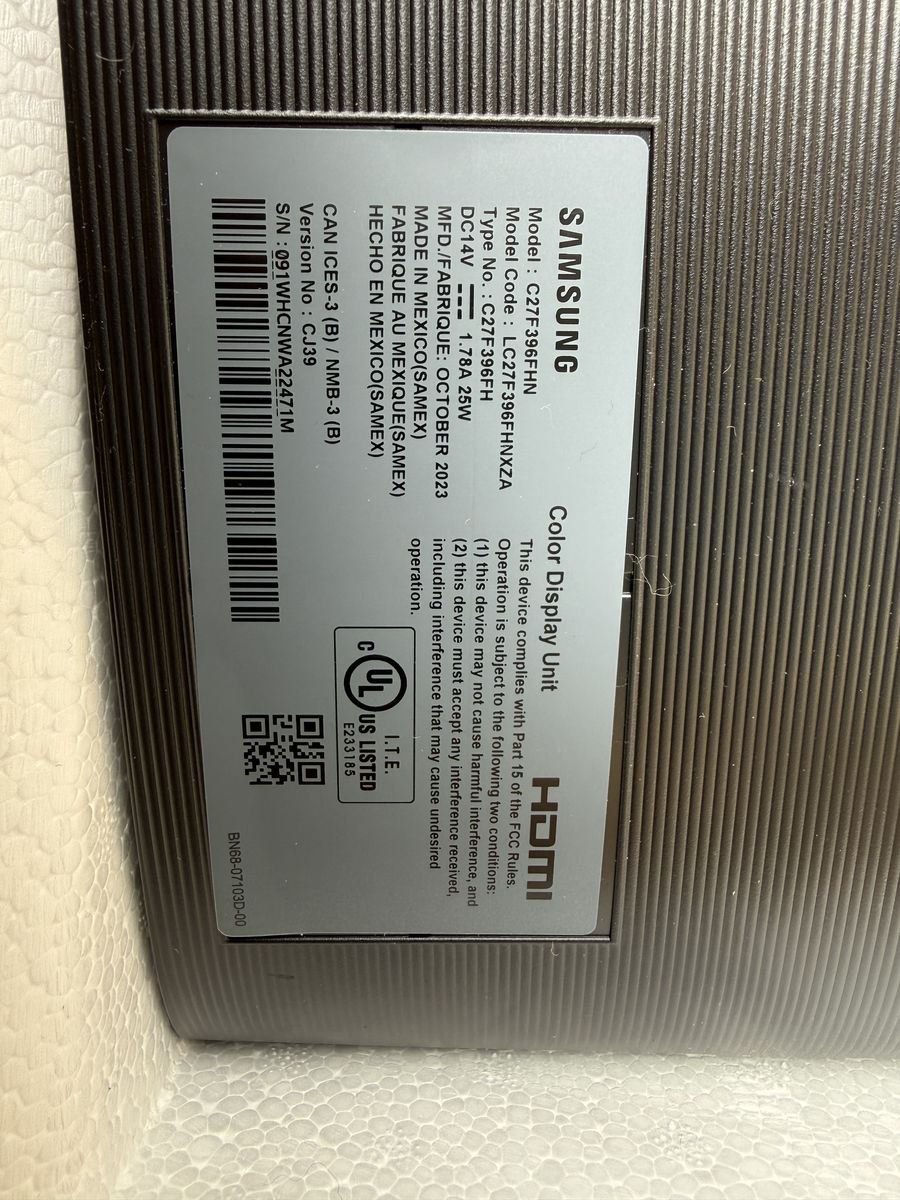 SAMSUNG
Model : C27F396FHN
Model Code : LC27F396FHNXZA
Type No. : C27F396FH
DC14V ⎓ 1.78A 25W
MFD./FABRIQUE: OCTOBER 2023
MADE IN MEXICO(SAMEX)
FABRIQUE AU MEXIQUE(SAMEX)
HECHO EN MEXICO(SAMEX)
CAN ICES-3 (B) / NMB-3 (B)
Version No : CJ39
S/N : 091WHCNWA22471M
Color Display Unit
HDMI
This device complies with Part 15 of the FCC Rules.
Operation is subject to the following two conditions:
(1) this device may not cause harmful interference, and
(2) this device must accept any interference received,
including interference that may cause undesired
operation.
I.T.E.
C UL US LISTED
E233185
BN68-07103D-00